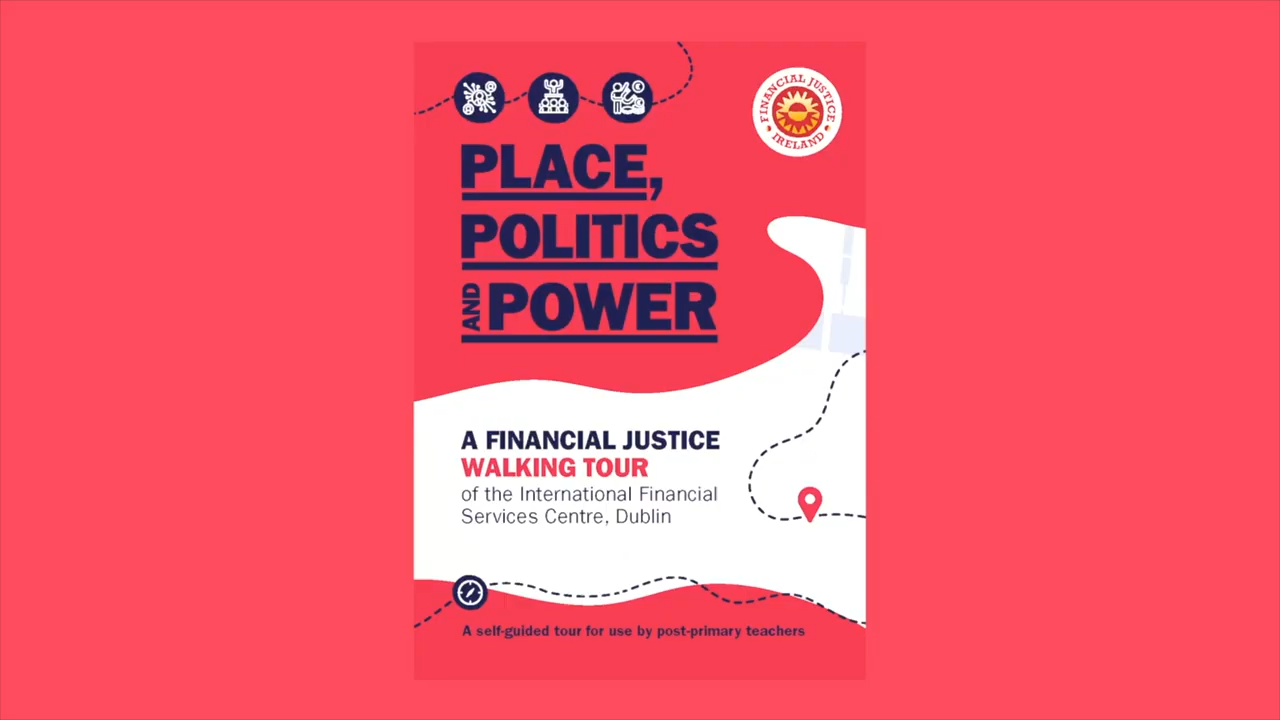 FINANCIAL JUSTICE
IRELAND
PLACE,
POLITICS
AND POWER
A FINANCIAL JUSTICE
WALKING TOUR
of the International Financial
Services Centre, Dublin
A self-guided tour for use by post-primary teachers